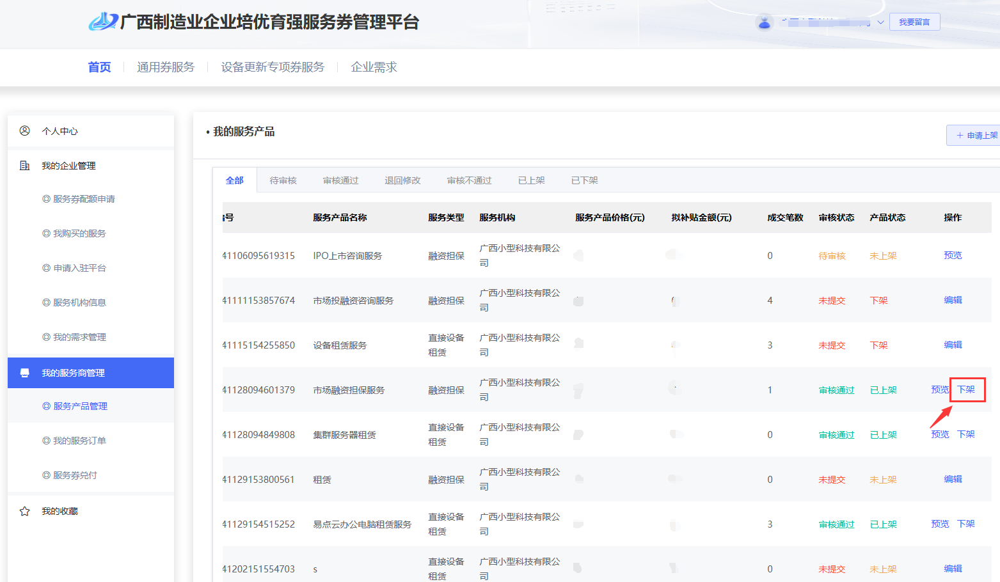 广西制造业企业培优育强服务券管理平台
我要留言
首页 通用券服务 设备更新专项券服务 企业需求
个人中心
我的企业管理
服务券配额申请
我购买的服务
申请入驻平台
服务机构信息
我的需求管理
我的服务商管理
服务产品管理
我的服务订单
服务券兑付
我的收藏
• 我的服务产品
+ 申请上架
全部 待审核 审核通过 退回修改 审核不通过 已上架 已下架
号 服务产品名称 服务类型 服务机构 服务产品价格(元) 拟补贴金额(元) 成交笔数 审核状态 产品状态 操作
41106095619315 IPO上市咨询服务 融资担保 广西小型科技有限公司 0 待审核 未上架 预览
41111153857674 市场投融资咨询服务 融资担保 广西小型科技有限公司 4 未提交 下架 编辑
41115154255850 设备租赁服务 直接设备租赁 广西小型科技有限公司 3 未提交 下架 编辑
41128094601379 市场融资担保服务 融资担保 广西小型科技有限公司 1 审核通过 已上架 预览 下架
41128094849808 集群服务器租赁 直接设备租赁 广西小型科技有限公司 0 审核通过 已上架 预览 下架
41129153800561 租赁 融资担保 广西小型科技有限公司 0 未提交 未上架 编辑
41129154515252 易点云办公电脑租赁服务 直接设备租赁 广西小型科技有限公司 3 审核通过 已上架 预览 下架
41202151554703 s 直接设备租赁 广西小型科技有限公司 0 未提交 未上架 编辑